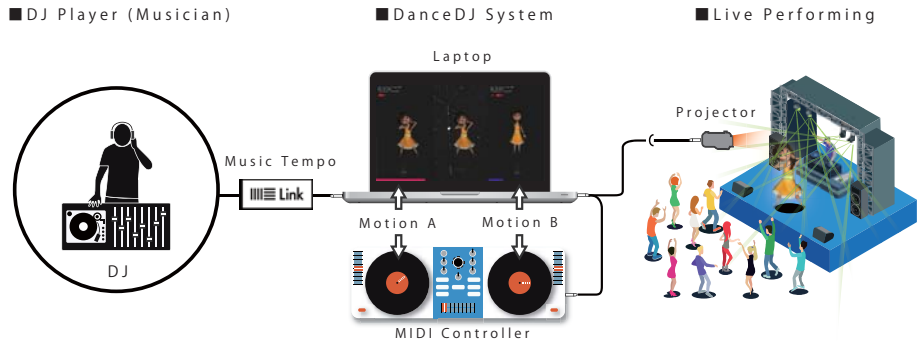 ■DJ Player (Musician)
■DanceDJ System
■Live Performing
Laptop
Projector
Music Tempo
Link
Motion A
Motion B
DJ
MIDI Controller